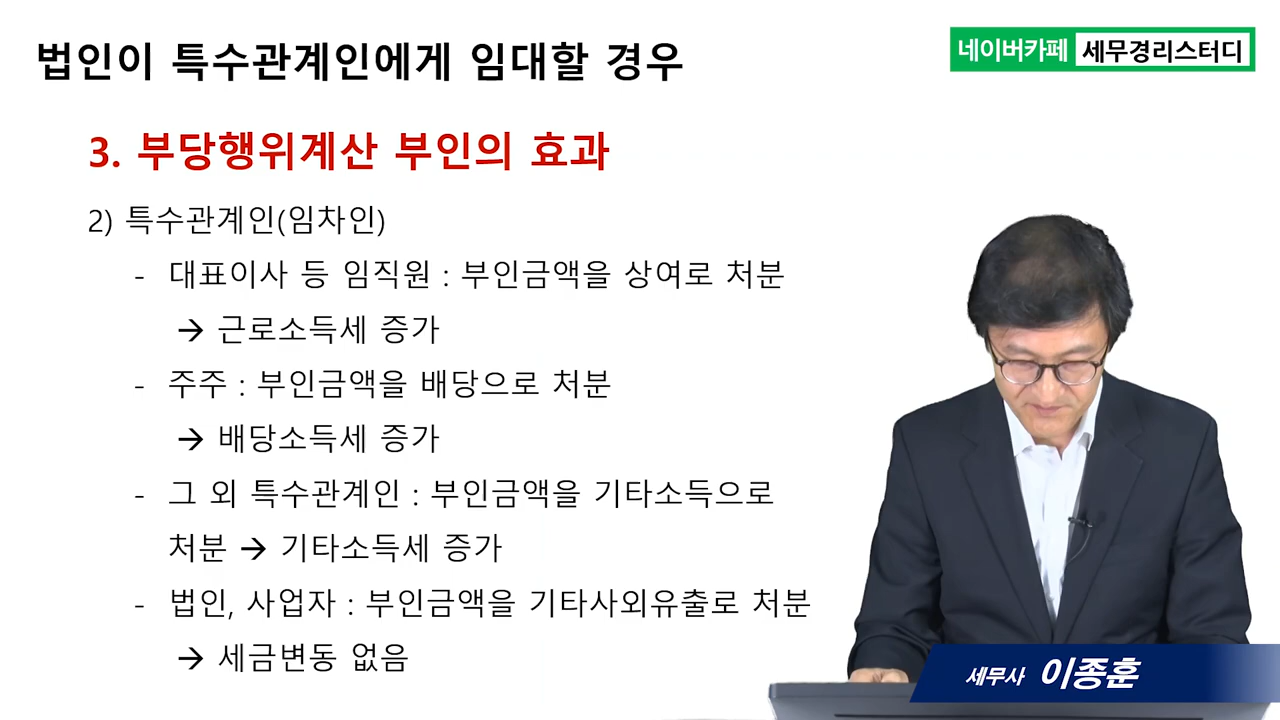 법인이 특수관계인에게 임대할 경우
네이버카페 세무경리스터디
3. 부당행위계산 부인의 효과
2) 특수관계인(임차인)
- 대표이사 등 임직원 : 부인금액을 상여로 처분
→ 근로소득세 증가
- 주주 : 부인금액을 배당으로 처분
→ 배당소득세 증가
- 그 외 특수관계인 : 부인금액을 기타소득으로
처분 → 기타소득세 증가
- 법인, 사업자 : 부인금액을 기타사외유출로 처분
→ 세금변동 없음
세무사 이종훈